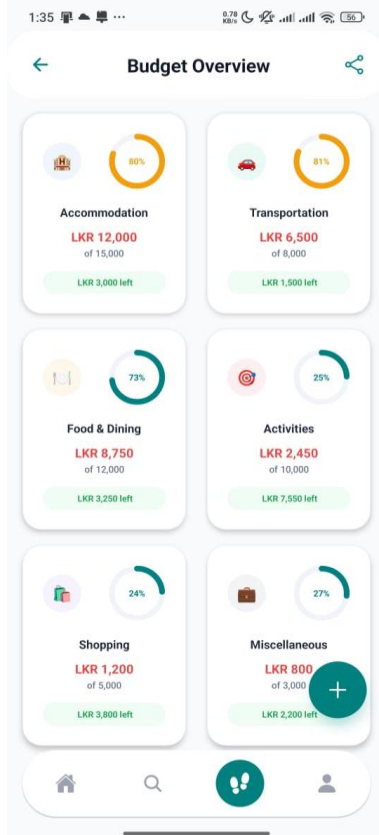 1:35 ... 0.78 KB/s 56
Budget Overview
80%
Accommodation
LKR 12,000
of 15,000
LKR 3,000 left
81%
Transportation
LKR 6,500
of 8,000
LKR 1,500 left
73%
Food & Dining
LKR 8,750
of 12,000
LKR 3,250 left
25%
Activities
LKR 2,450
of 10,000
LKR 7,550 left
24%
Shopping
LKR 1,200
of 5,000
LKR 3,800 left
27%
Miscellaneous
LKR 800
of 3,000
LKR 2,200 left